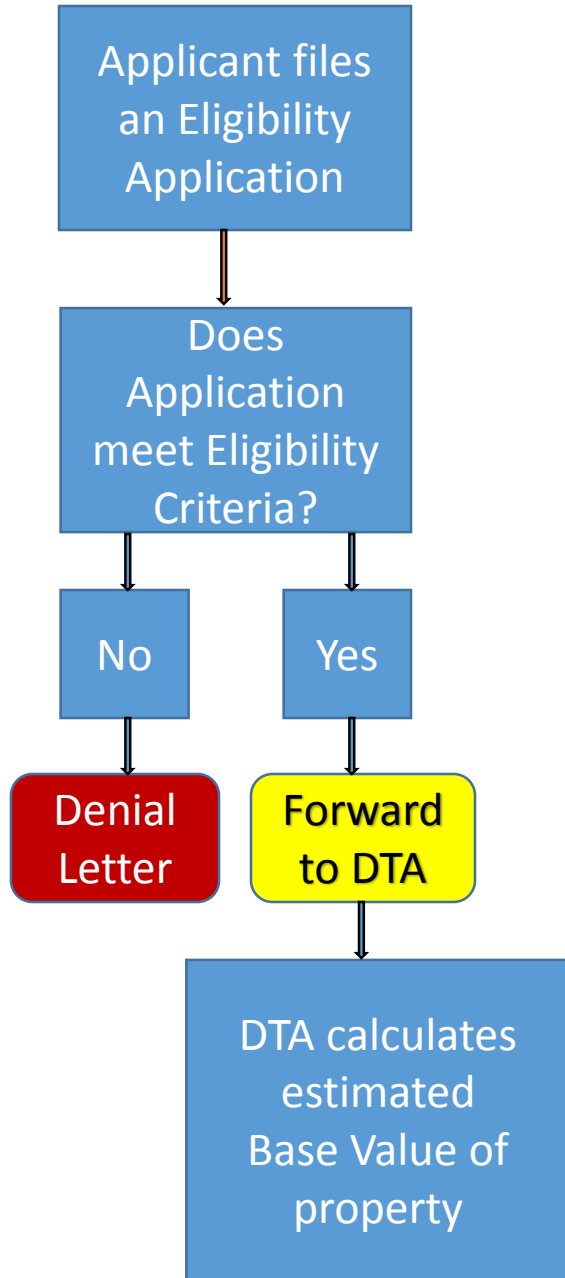 Applicant files
an Eligibility
Application
Does
Application
meet Eligibility
Criteria?
No
Yes
Denial
Letter
Forward
to DTA
DTA calculates
estimated
Base Value of
property